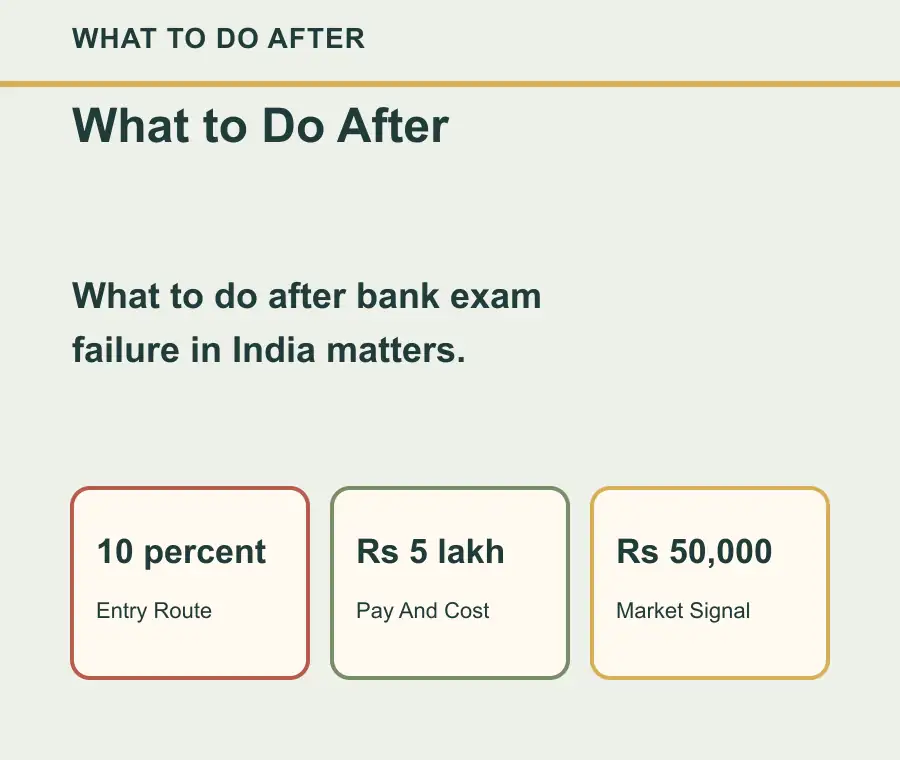 WHAT TO DO AFTER
What to Do After
What to do after bank exam
failure in India matters.
10 percent
Entry Route
Rs 5 lakh
Pay And Cost
Rs 50,000
Market Signal